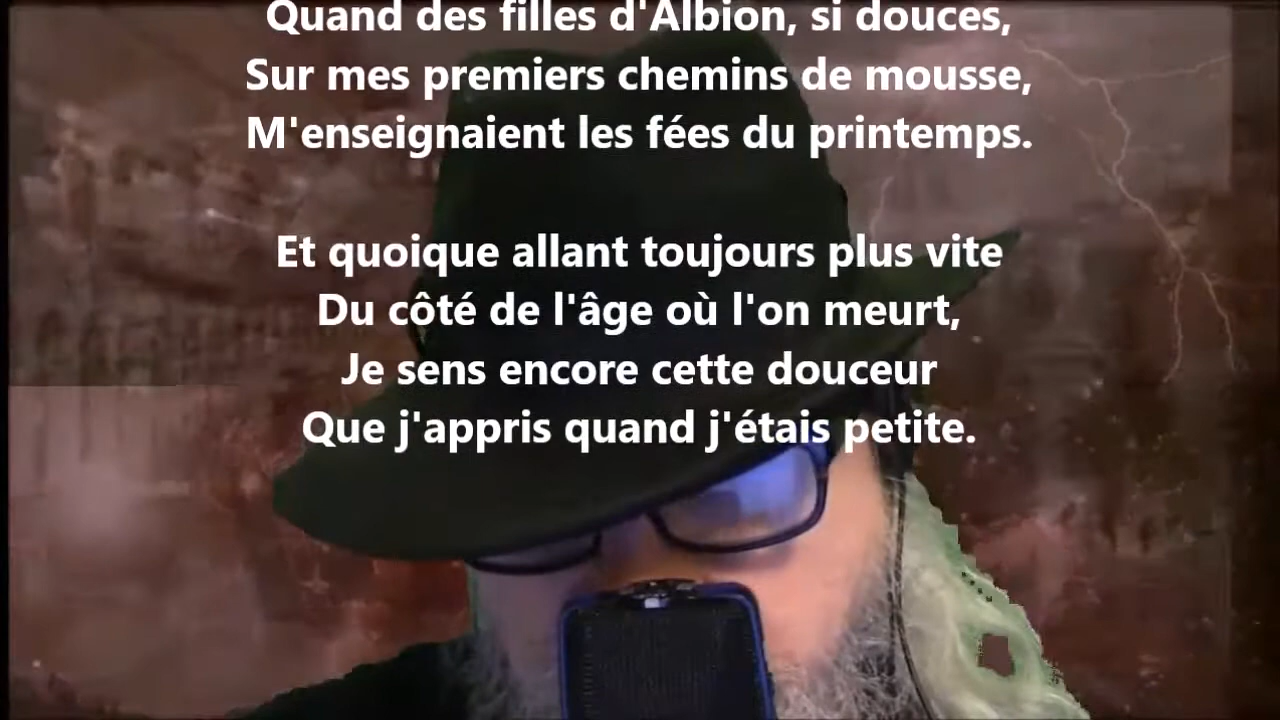 Quand des filles d'Albion, si douces,
Sur mes premiers chemins de mousse,
M'enseignaient les fées du printemps.
Et quoique allant toujours plus vite
Du côté de l'âge où l'on meurt,
Je sens encore cette douceur
Que j'appris quand j'étais petite.